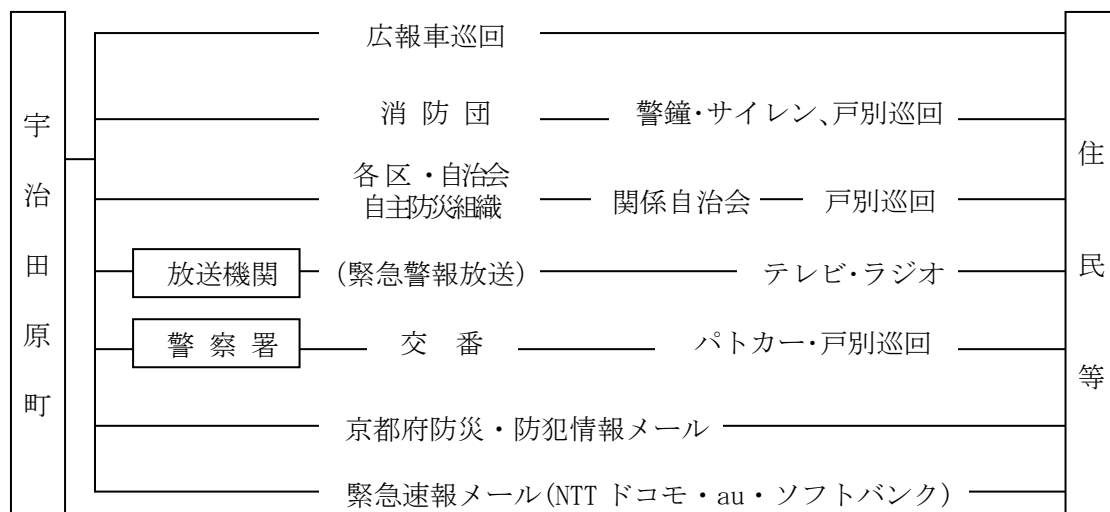 宇治田原町
広報車巡回
消防団 警鐘・サイレン、戸別巡回
各区・自治会
自主防災組織 関係自治会 戸別巡回
放送機関 (緊急警報放送) テレビ・ラジオ
警察署 交番 パトカー・戸別巡回
京都府防災・防犯情報メール
緊急速報メール(NTTドコモ・au・ソフトバンク)
住民等